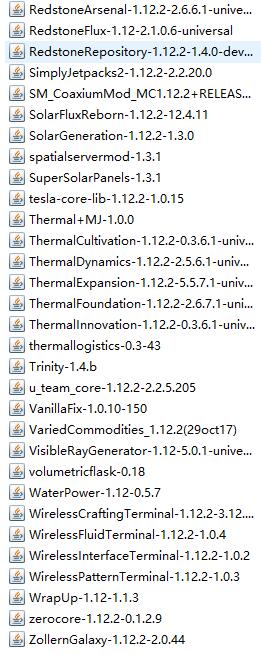 RedstoneArsenal-1.12.2-2.6.6.1-unive...
RedstoneFlux-1.12-2.1.0.6-universal
RedstoneRepository-1.12.2-1.4.0-dev...
SimplyJetpacks2-1.12.2-2.2.20.0
SM_CoaxiumMod_MC1.12.2+RELEAS...
SolarFluxReborn-1.12.2-12.4.11
SolarGeneration-1.12.2-1.3.0
spatialservermod-1.3.1
SuperSolarPanels-1.3.1
tesla-core-lib-1.12.2-1.0.15
Thermal+MJ-1.0.0
ThermalCultivation-1.12.2-0.3.6.1-univ...
ThermalDynamics-1.12.2-2.5.6.1-univ...
ThermalExpansion-1.12.2-5.5.7.1-univ...
ThermalFoundation-1.12.2-2.6.7.1-univ...
ThermalInnovation-1.12.2-0.3.6.1-univ...
thermallogistics-0.3-43
Trinity-1.4.b
u_team_core-1.12.2-2.2.5.205
VanillaFix-1.0.10-150
VariedCommodities_1.12.2(29oct17)
VisibleRayGenerator-1.12-5.0.1-unive...
volumetricflask-0.18
WaterPower-1.12-0.5.7
WirelessCraftingTerminal-1.12.2-3.12....
WirelessFluidTerminal-1.12.2-1.0.4
WirelessInterfaceTerminal-1.12.2-1.0.2
WirelessPatternTerminal-1.12.2-1.0.3
WrapUp-1.12-1.1.3
zerocore-1.12.2-0.1.2.9
ZollernGalaxy-1.12.2-2.0.44